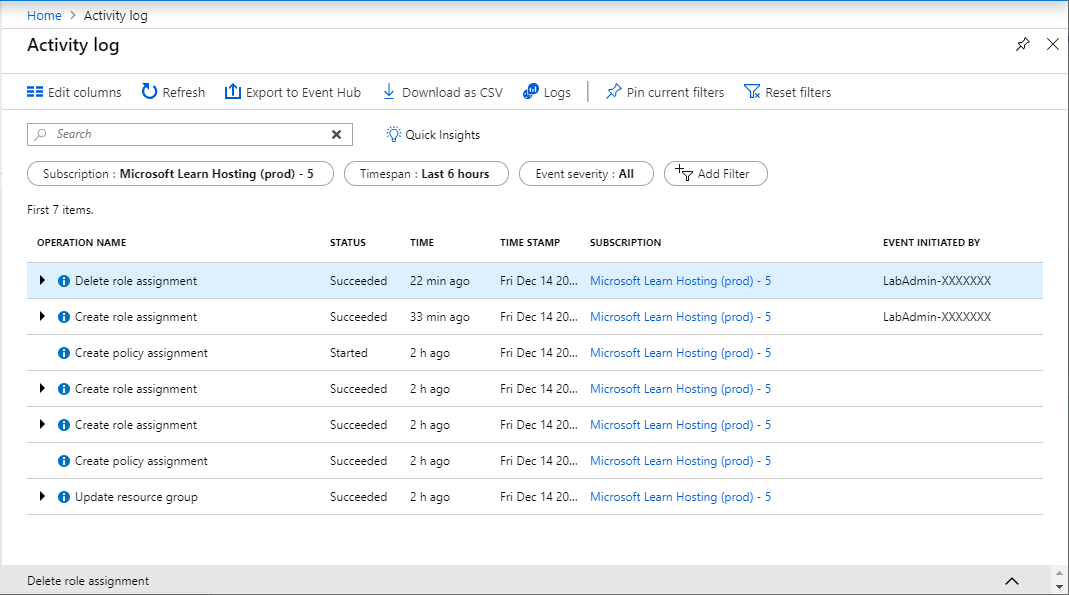 Home > Activity log
Activity log
Edit columns Refresh Export to Event Hub Download as CSV Logs Pin current filters Reset filters
Search Quick Insights
Subscription : Microsoft Learn Hosting (prod) - 5 Timespan : Last 6 hours Event severity : All Add Filter
First 7 items.
OPERATION NAME STATUS TIME TIME STAMP SUBSCRIPTION EVENT INITIATED BY
Delete role assignment Succeeded 22 min ago Fri Dec 14 20... Microsoft Learn Hosting (prod) - 5 LabAdmin-XXXXXXX
Create role assignment Succeeded 33 min ago Fri Dec 14 20... Microsoft Learn Hosting (prod) - 5 LabAdmin-XXXXXXX
Create policy assignment Started 2 h ago Fri Dec 14 20... Microsoft Learn Hosting (prod) - 5
Create role assignment Succeeded 2 h ago Fri Dec 14 20... Microsoft Learn Hosting (prod) - 5
Create role assignment Succeeded 2 h ago Fri Dec 14 20... Microsoft Learn Hosting (prod) - 5
Create policy assignment Succeeded 2 h ago Fri Dec 14 20... Microsoft Learn Hosting (prod) - 5
Update resource group Succeeded 2 h ago Fri Dec 14 20... Microsoft Learn Hosting (prod) - 5
Delete role assignment